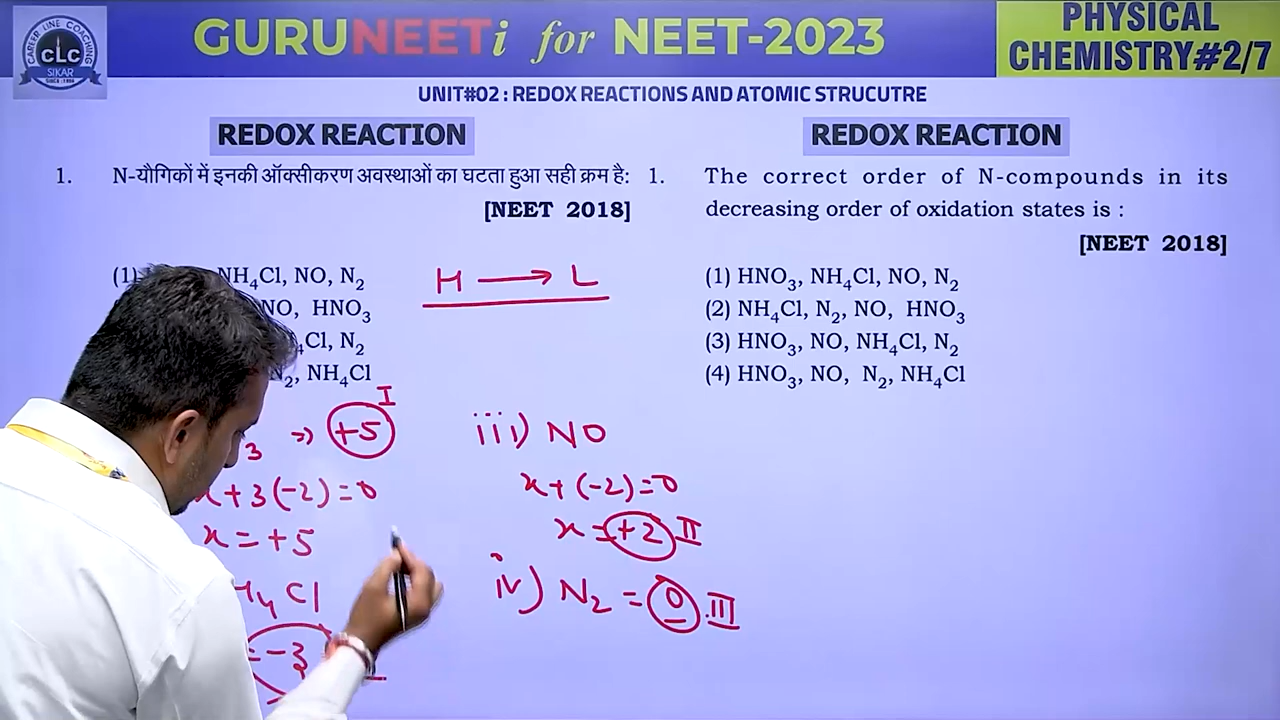 CAREER LINE COACHING
CLC
SIKAR
SINCE : 1996
GURUNEETi for NEET-2023
PHYSICAL
CHEMISTRY#2/7
UNIT#02 : REDOX REACTIONS AND ATOMIC STRUCUTRE
REDOX REACTION
1. N-यौगिकों में इनकी ऑक्सीकरण अवस्थाओं का घटता हुआ सही क्रम है:
[NEET 2018]
(1) NH₄Cl, NO, N₂
NO, HNO₃
Cl, N₂
N₂, NH₄Cl
H → L
3 ⇒ +5 I
x+3(-2)=0
x=+5
H₄Cl
=-3
iii) NO
x+(-2)=0
x=+2 II
iv) N₂=0 III
REDOX REACTION
1. The correct order of N-compounds in its
decreasing order of oxidation states is :
[NEET 2018]
(1) HNO₃, NH₄Cl, NO, N₂
(2) NH₄Cl, N₂, NO, HNO₃
(3) HNO₃, NO, NH₄Cl, N₂
(4) HNO₃, NO, N₂, NH₄Cl